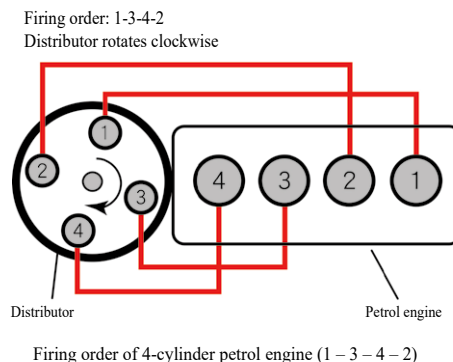 Firing order: 1-3-4-2
Distributor rotates clockwise
1
2
3
4
4 3 2 1
Distributor
Petrol engine
Firing order of 4-cylinder petrol engine (1 – 3 – 4 – 2)